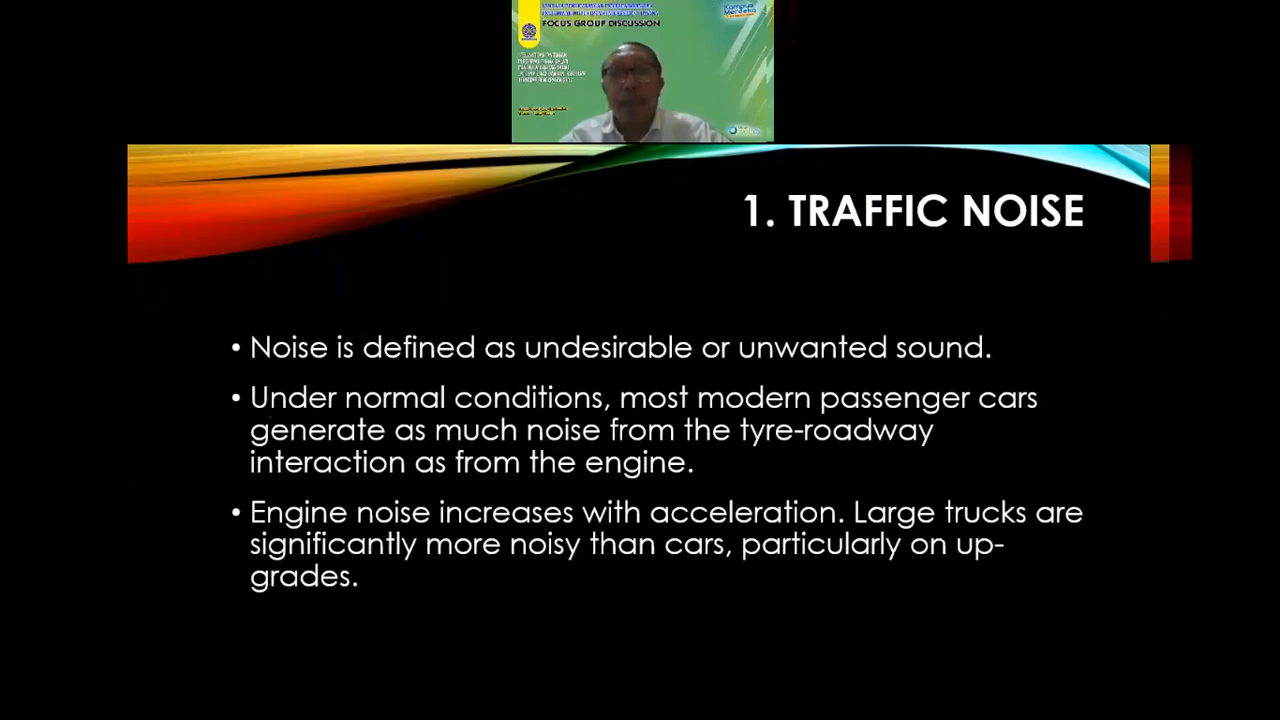 FOCUS GROUP DISCUSSION
Kampus
Merdeka
1. TRAFFIC NOISE
• Noise is defined as undesirable or unwanted sound.
• Under normal conditions, most modern passenger cars
generate as much noise from the tyre-roadway
interaction as from the engine.
• Engine noise increases with acceleration. Large trucks are
significantly more noisy than cars, particularly on up-
grades.